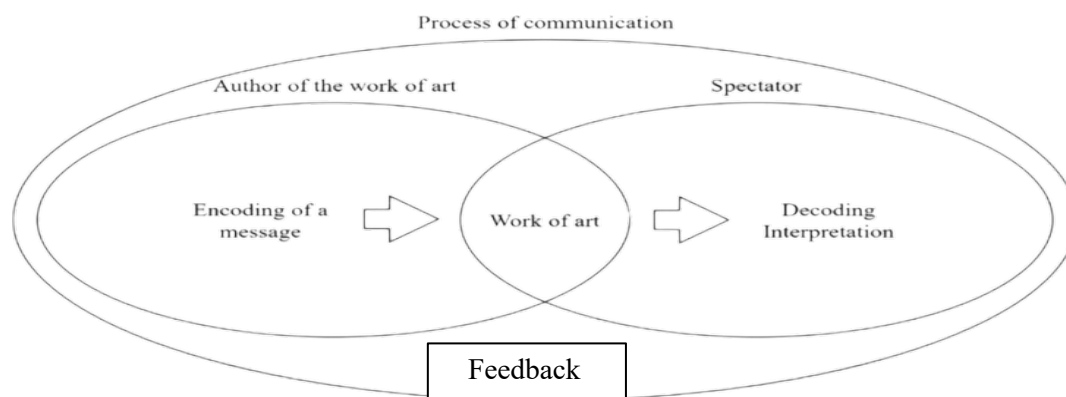 Process of communication
Author of the work of art
Spectator
Encoding of a
message
Work of art
Decoding
Interpretation
Feedback